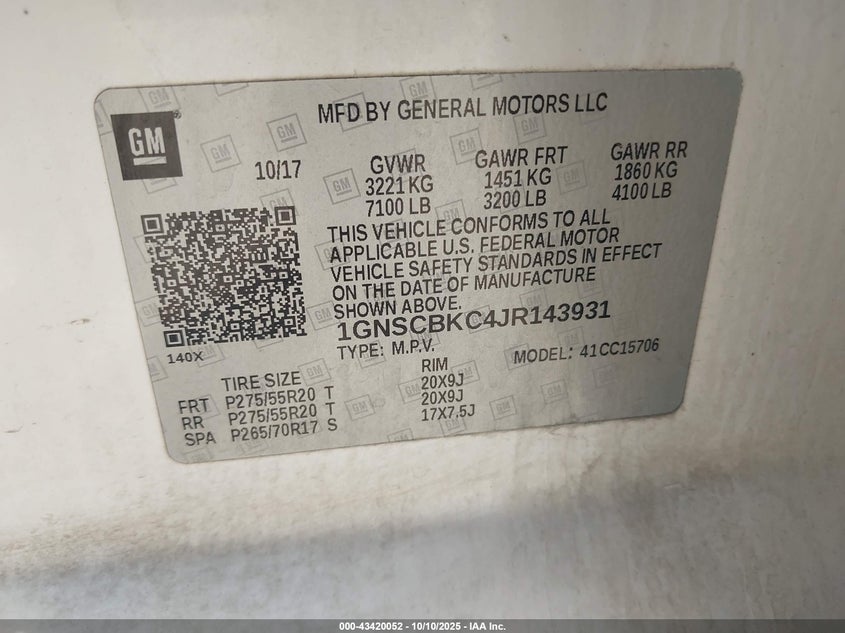 MFD BY GENERAL MOTORS LLC
GM
10/17
GVWR
3221 KG
7100 LB
GAWR FRT
1451 KG
3200 LB
GAWR RR
1860 KG
4100 LB
THIS VEHICLE CONFORMS TO ALL
APPLICABLE U.S. FEDERAL MOTOR
VEHICLE SAFETY STANDARDS IN EFFECT
ON THE DATE OF MANUFACTURE
SHOWN ABOVE.
1GNSCBKC4JR143931
140X
TYPE: M.P.V.
MODEL: 41CC15706
TIRE SIZE RIM
FRT P275/55R20 T 20X9J
RR P275/55R20 T 20X9J
SPA P265/70R17 S 17X7.5J
000-43420052 - 10/10/2025 - IAA Inc.